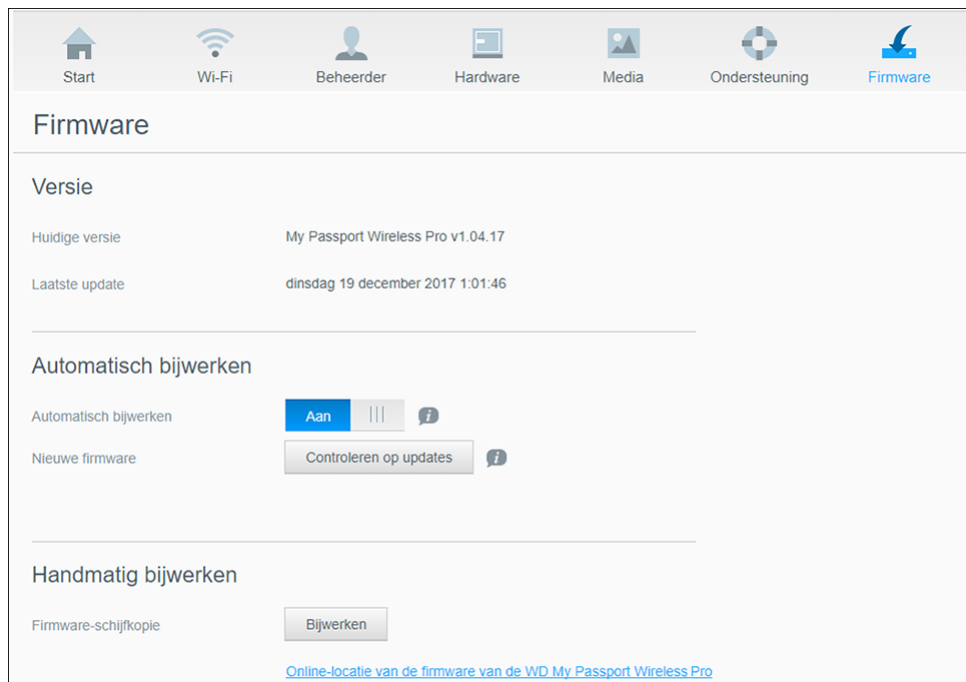 Start Wi-Fi Beheerder Hardware Media Ondersteuning Firmware
Firmware
Versie
Huidige versie My Passport Wireless Pro v1.04.17
Laatste update dinsdag 19 december 2017 1:01:46
Automatisch bijwerken
Automatisch bijwerken Aan
Nieuwe firmware Controleren op updates
Handmatig bijwerken
Firmware-schijfkopie Bijwerken
Online-locatie van de firmware van de WD My Passport Wireless Pro